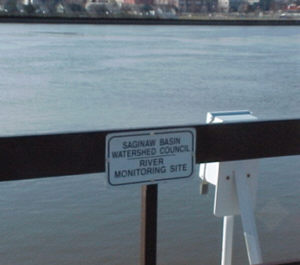 SAGINAW BASIN
WATERSHED COUNCIL
RIVER
MONITORING SITE